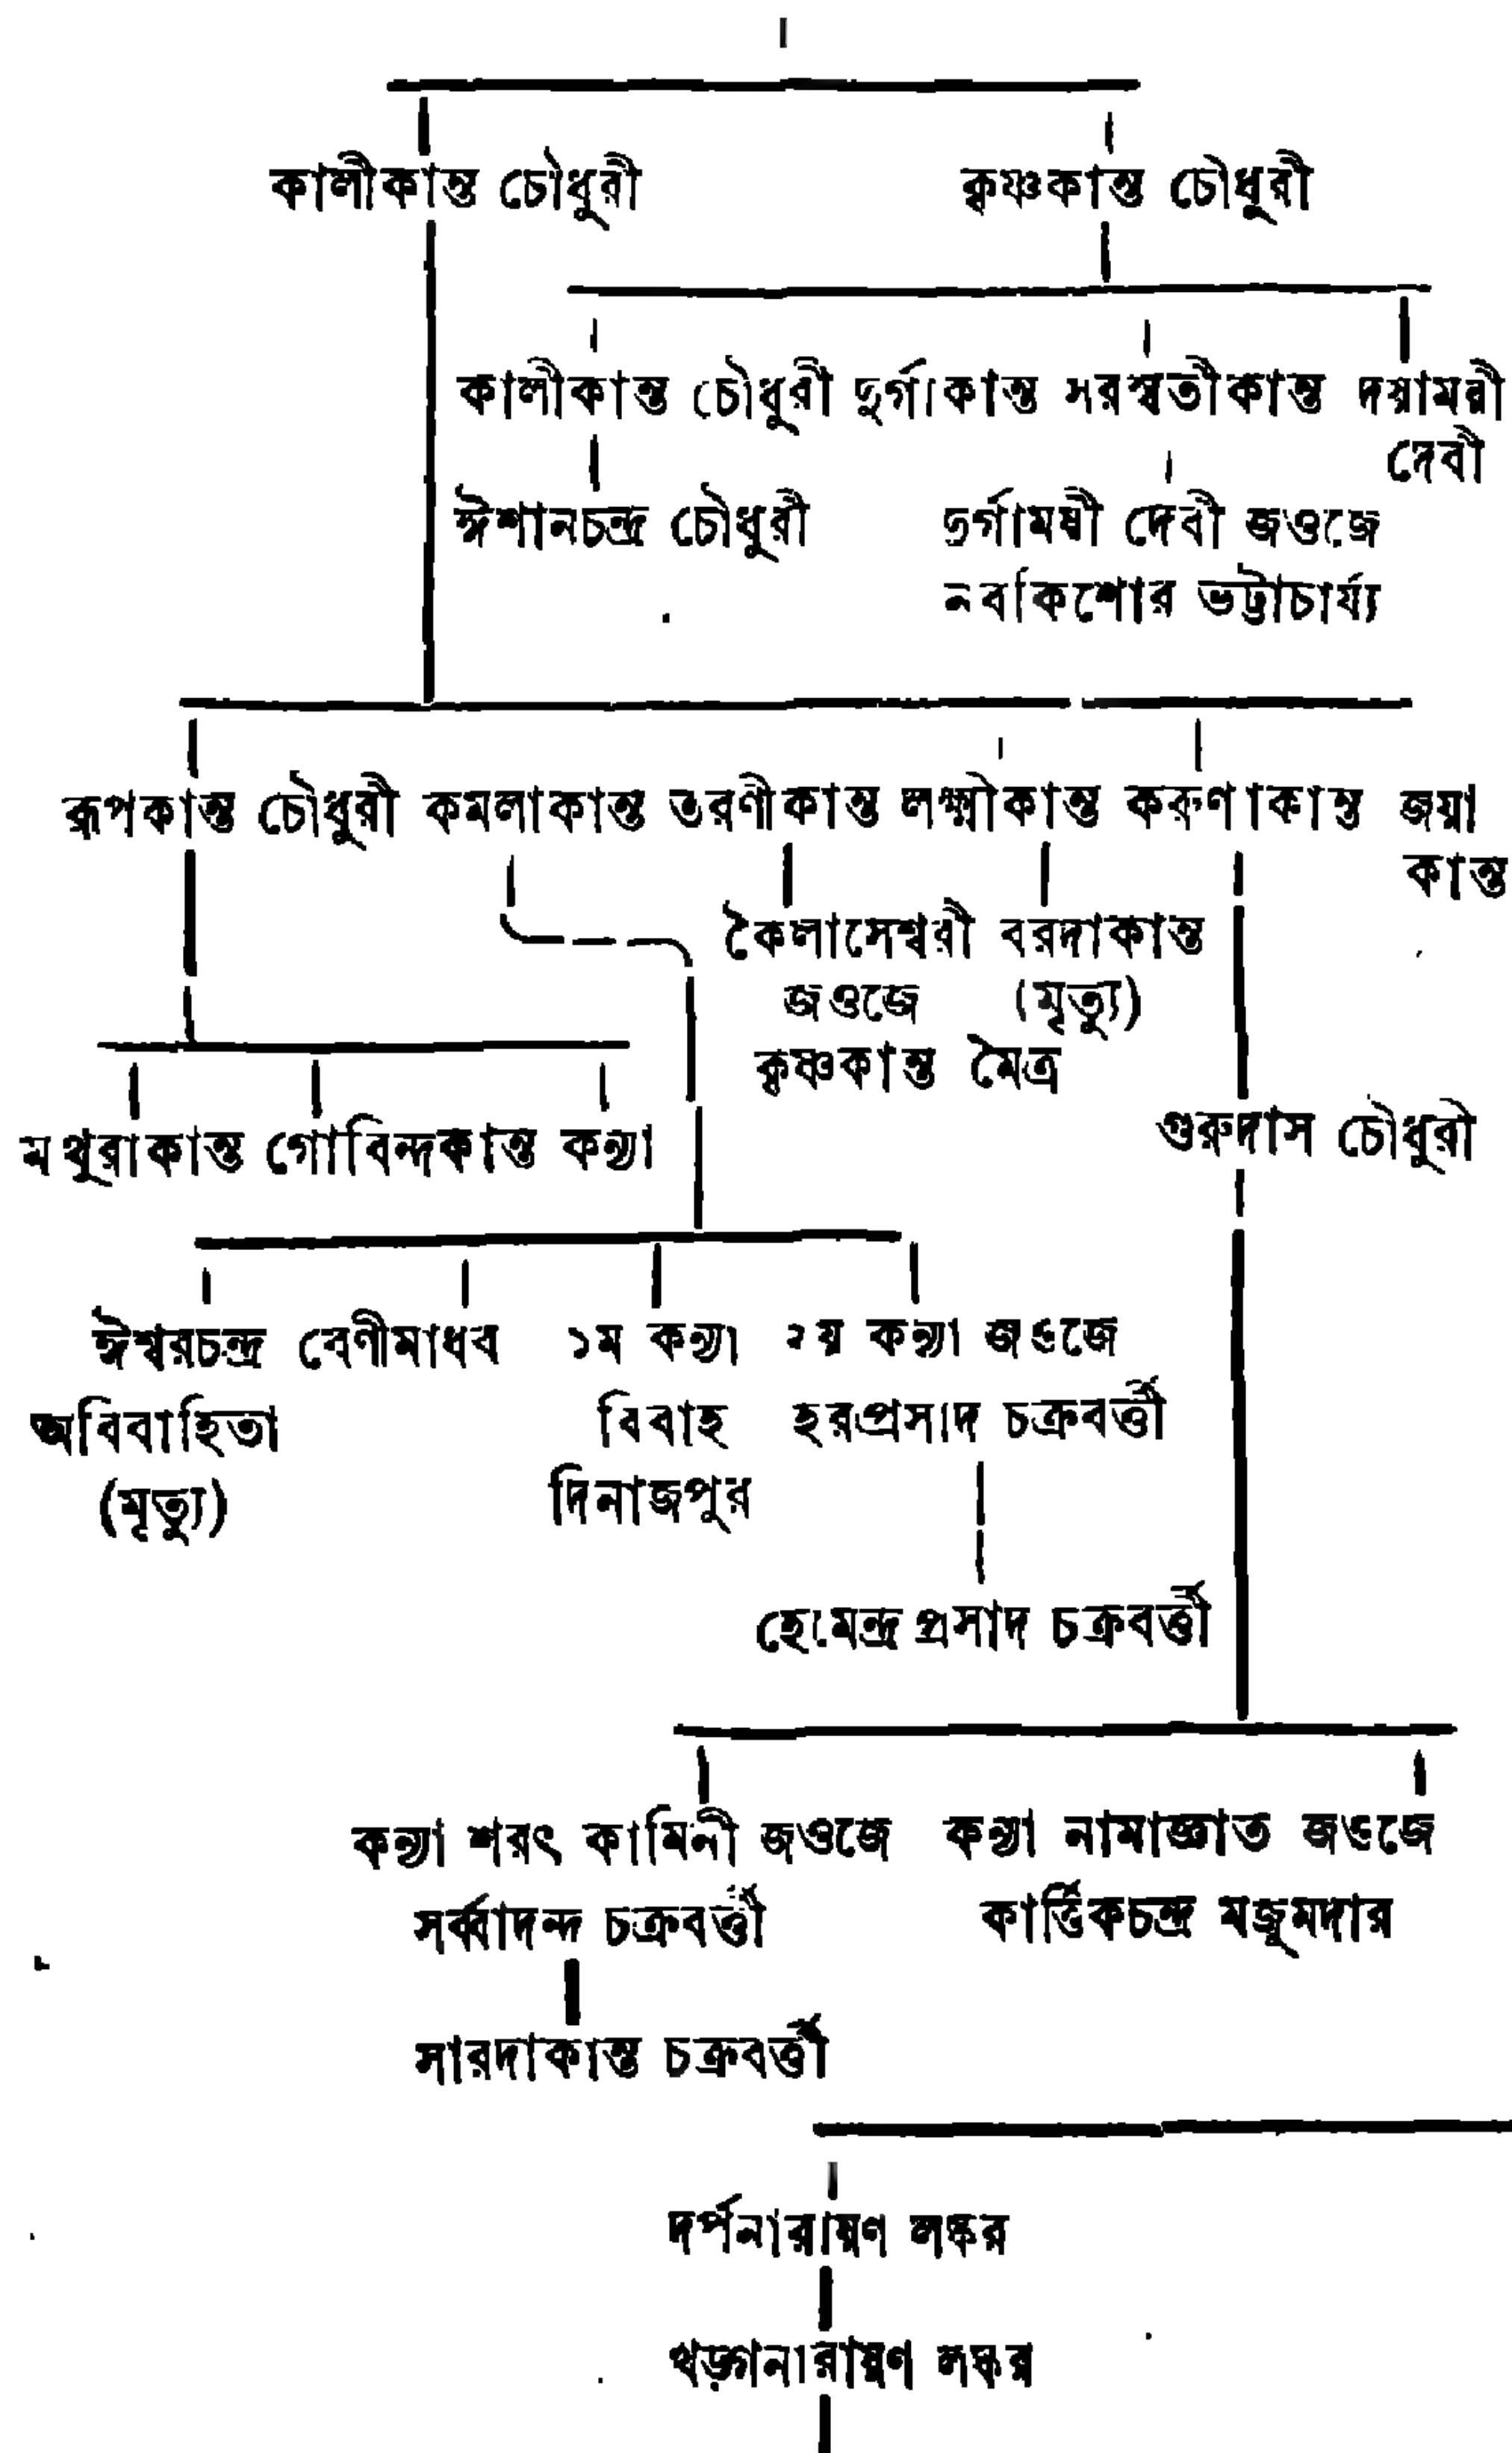 কালীকান্ত চৌধুরী কৃষ্ণকান্ত চৌধুরী
কালীকান্ত চৌধুরী দুর্গাকান্ত সরস্বতীকান্ত দয়াময়ী
দেবী
ঈশানচন্দ্র চৌধুরী দুর্গাময়ী দেবী জওজে
নবকিশোর ভট্টাচার্য্য
রূপকান্ত চৌধুরী কমলাকান্ত তরণীকান্ত লক্ষ্মীকান্ত করুণাকান্ত জয়া
কান্ত
কৈলাসেশ্বরী বরদাকান্ত
জওজে (মৃত্যু)
কৃষ্ণকান্ত মৈত্র
মথুরাকান্ত গোবিন্দকান্ত কন্যা গুরুদাস চৌধুরী
ঈশ্বরচন্দ্র বেণীমাধব ১ম কন্যা ২য় কন্যা জওজে
অবিবাহিতা বিবাহ হরপ্রসাদ চক্রবর্ত্তী
(মৃত্যু) দিনাজপুর
হেমেন্দ্রপ্রসাদ চক্রবর্ত্তী
কন্যা শরৎ কামিনী জওজে কন্যা নামাজ্ঞাত জওজে
সর্ব্বাদন্দ চক্রবর্ত্তী কার্ত্তিকচন্দ্র মজুমদার
সারদাকান্ত চক্রবর্ত্তী
দর্পনারায়ণ লস্কর
খড়্গনারায়ণ লস্কর